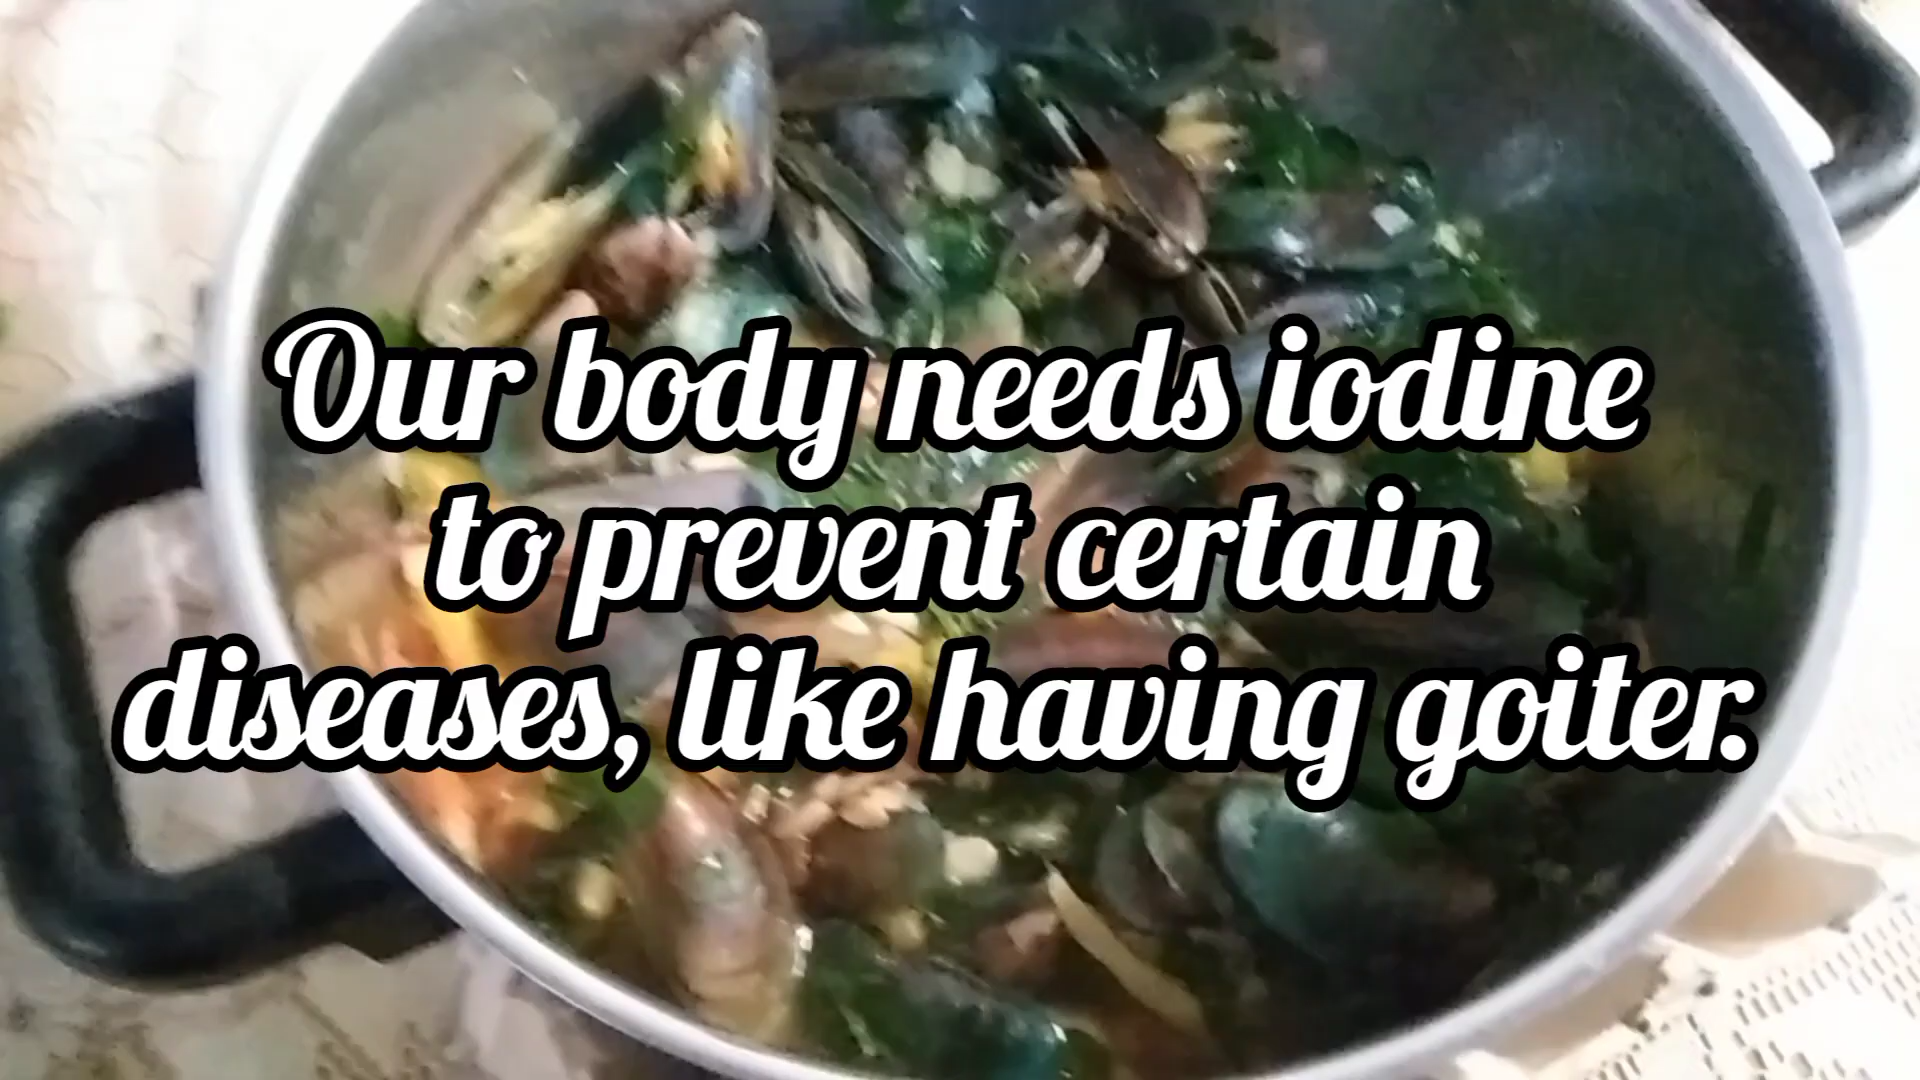 Our body needs iodine
to prevent certain
diseases, like having goiter.